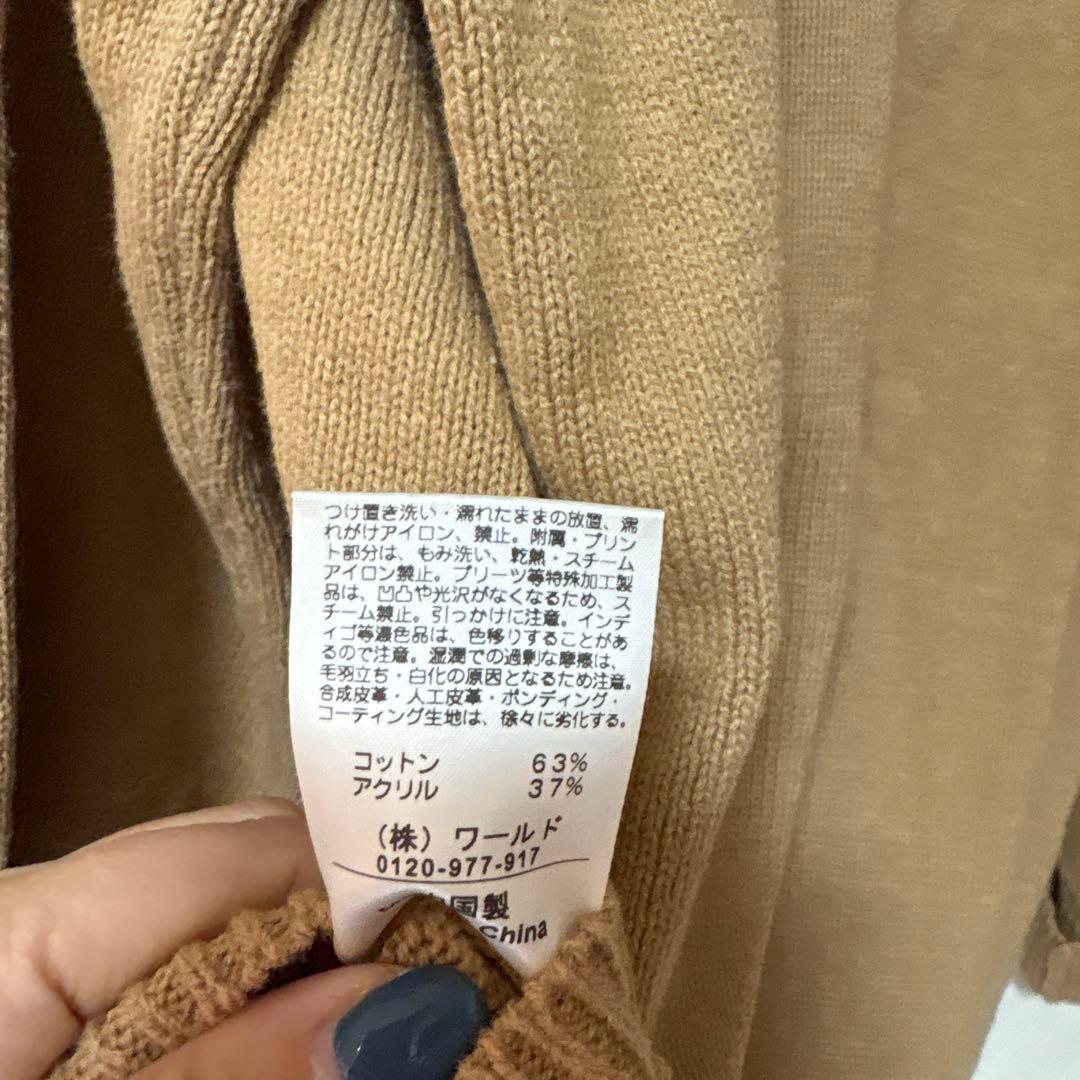 つけ置き洗い・濡れたままの放置、濡
れがけアイロン、禁止。附属・プリン
ト部分は、もみ洗い、乾熱・スチーム
アイロン禁止。プリーツ等特殊加工製
品は、凹凸や光沢がなくなるため、ス
チーム禁止。引っかけに注意。インデ
ィゴ等濃色品は、色移りすることがあ
るので注意。湿潤での過剰な摩擦は、
毛羽立ち・白化の原因となるため注意。
合成皮革・人工皮革・ボンディング・
コーティング生地は、徐々に劣化する。
コットン 63%
アクリル 37%
(株) ワールド
0120-977-917
国製
China